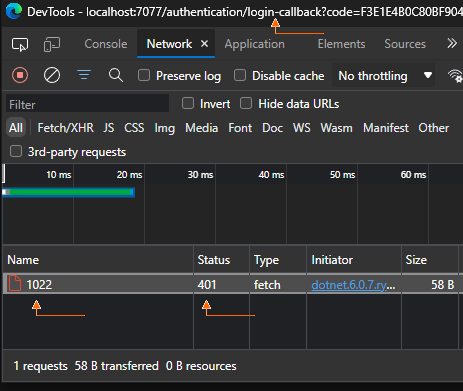 DevTools - localhost:7077/authentication/login-callback?code=F3E1E4B0C80BF904
Console Network Application Elements Sources
Preserve log Disable cache No throttling
Filter Invert Hide data URLs
All Fetch/XHR JS CSS Img Media Font Doc WS Wasm Manifest Other
3rd-party requests
10 ms 20 ms 30 ms 40 ms 50 ms 60 ms
Name Status Type Initiator Size
1022 401 fetch dotnet.6.0.7.ry... 58 B
1 requests 58 B transferred 0 B resources